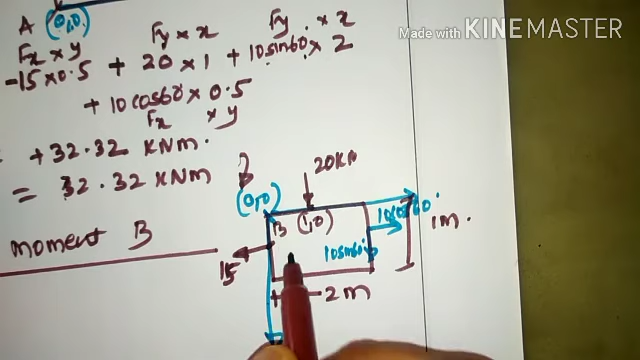 Made with KINEMASTER
A (0,0)
Fx × y Fy × x Fy × x
-15 × 0.5 + 20 × 1 + 10sin60 × 2
+ 10cos60 × 0.5
Fx × y
+32.32 KNm.
= 32.32 KNm
20KN
(0,0)
10cos60°
moment B
B (1,0)
1m.
10sin60°
15
2m